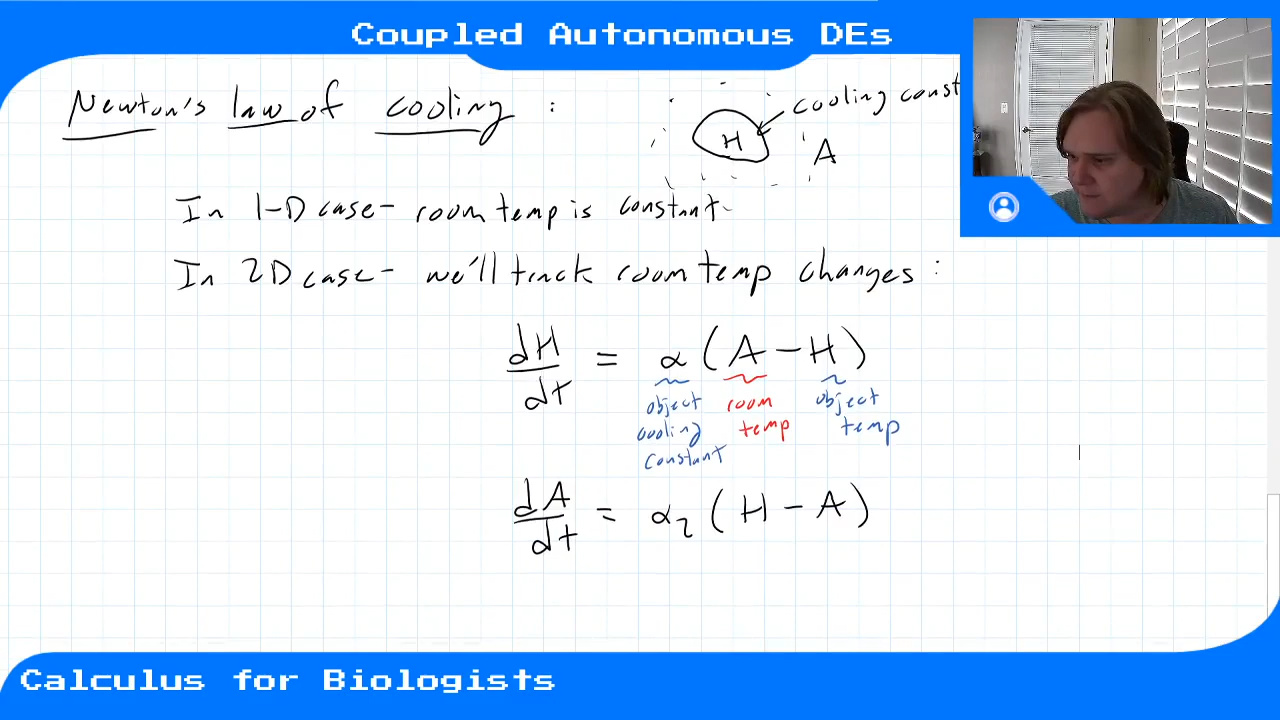 Coupled Autonomous DEs
Newton's law of cooling :
cooling const
H
A
In 1-D case- room temp is constant-
In 2D case- we'll track room temp changes :
dH/dt = α (A - H)
object cooling constant
room temp
object temp
dA/dt = α₂ (H - A)
Calculus for Biologists